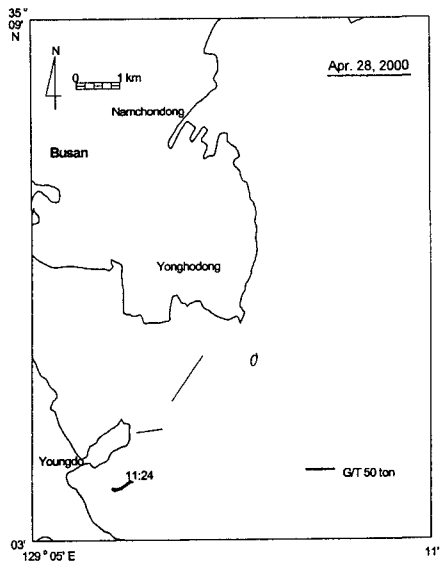 35°
09'
N
N
0 1 km
Apr. 28, 2000
Namchondong
Busan
Yonghodong
Youngdo
11:24
G/T 50 ton
03'
129° 05' E
11'